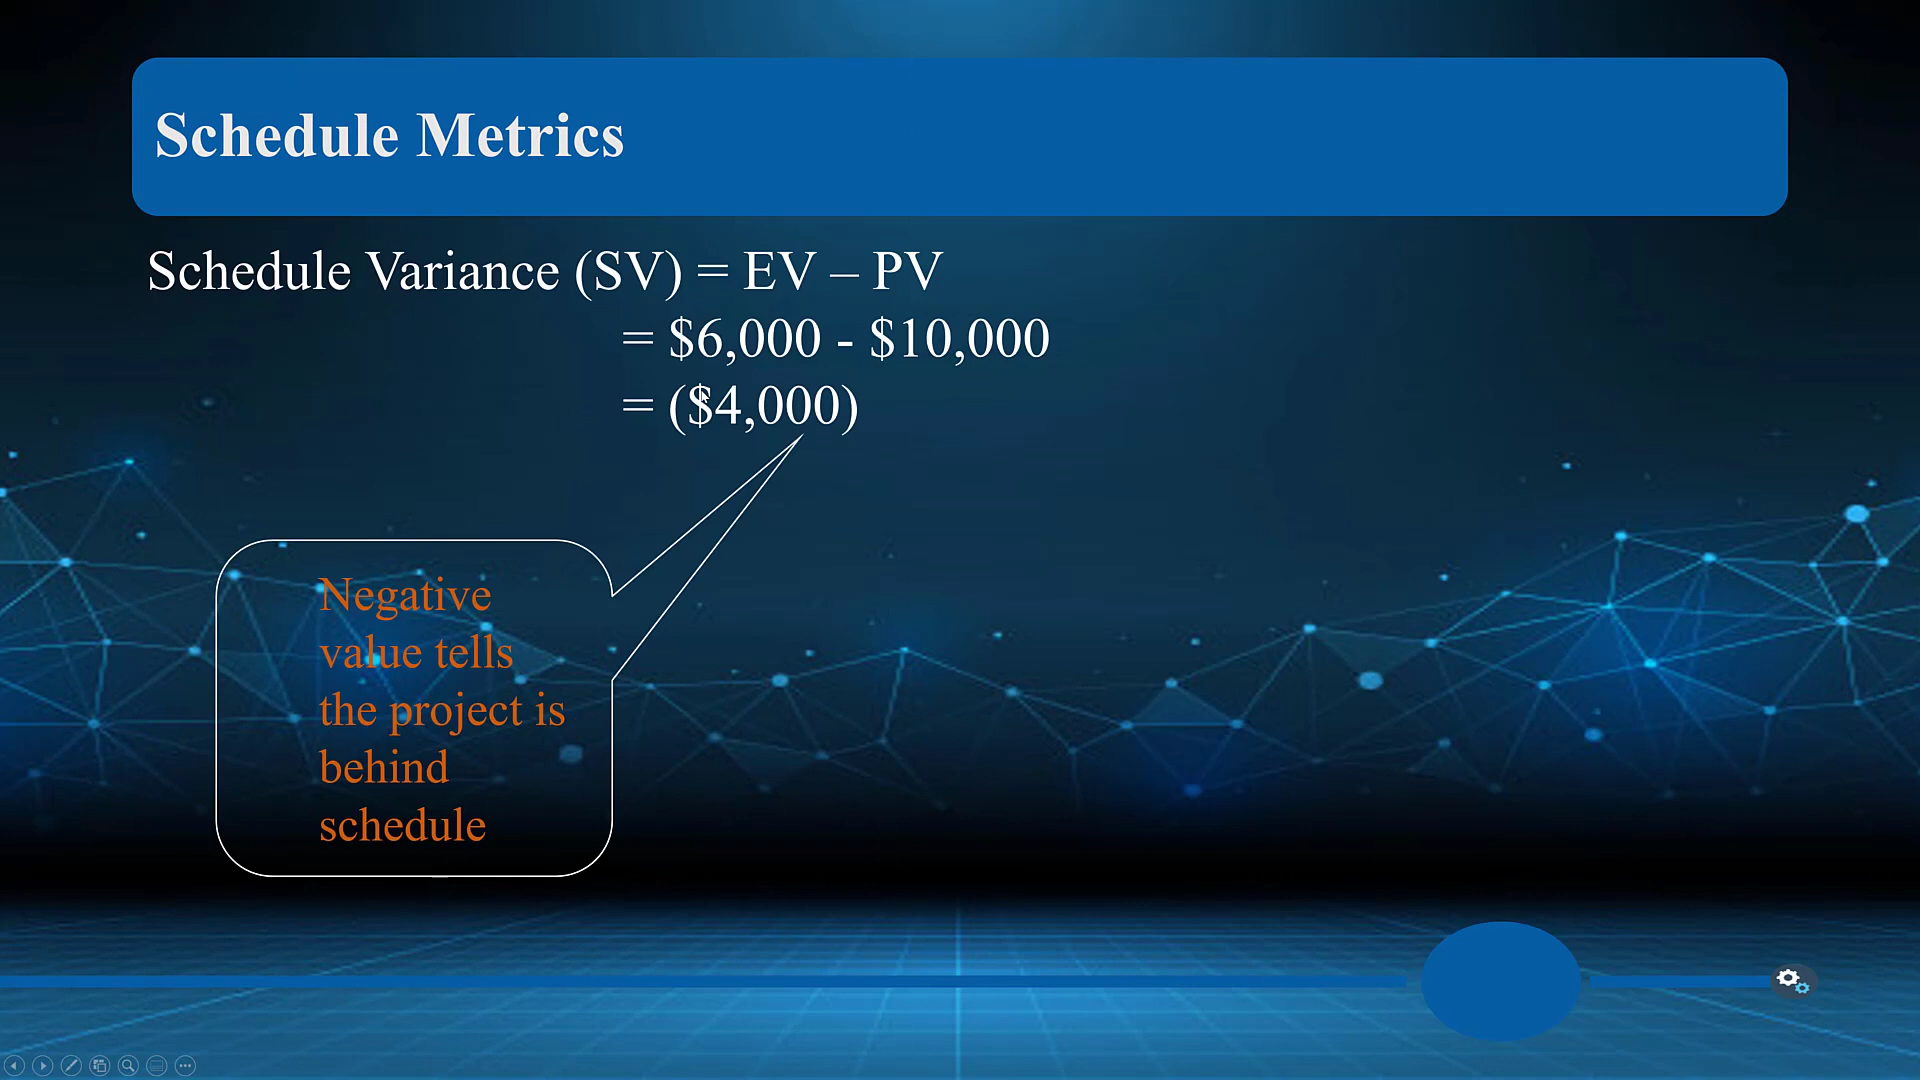 Schedule Metrics
Schedule Variance (SV) = EV – PV
= $6,000 - $10,000
= ($4,000)
Negative
value tells
the project is
behind
schedule